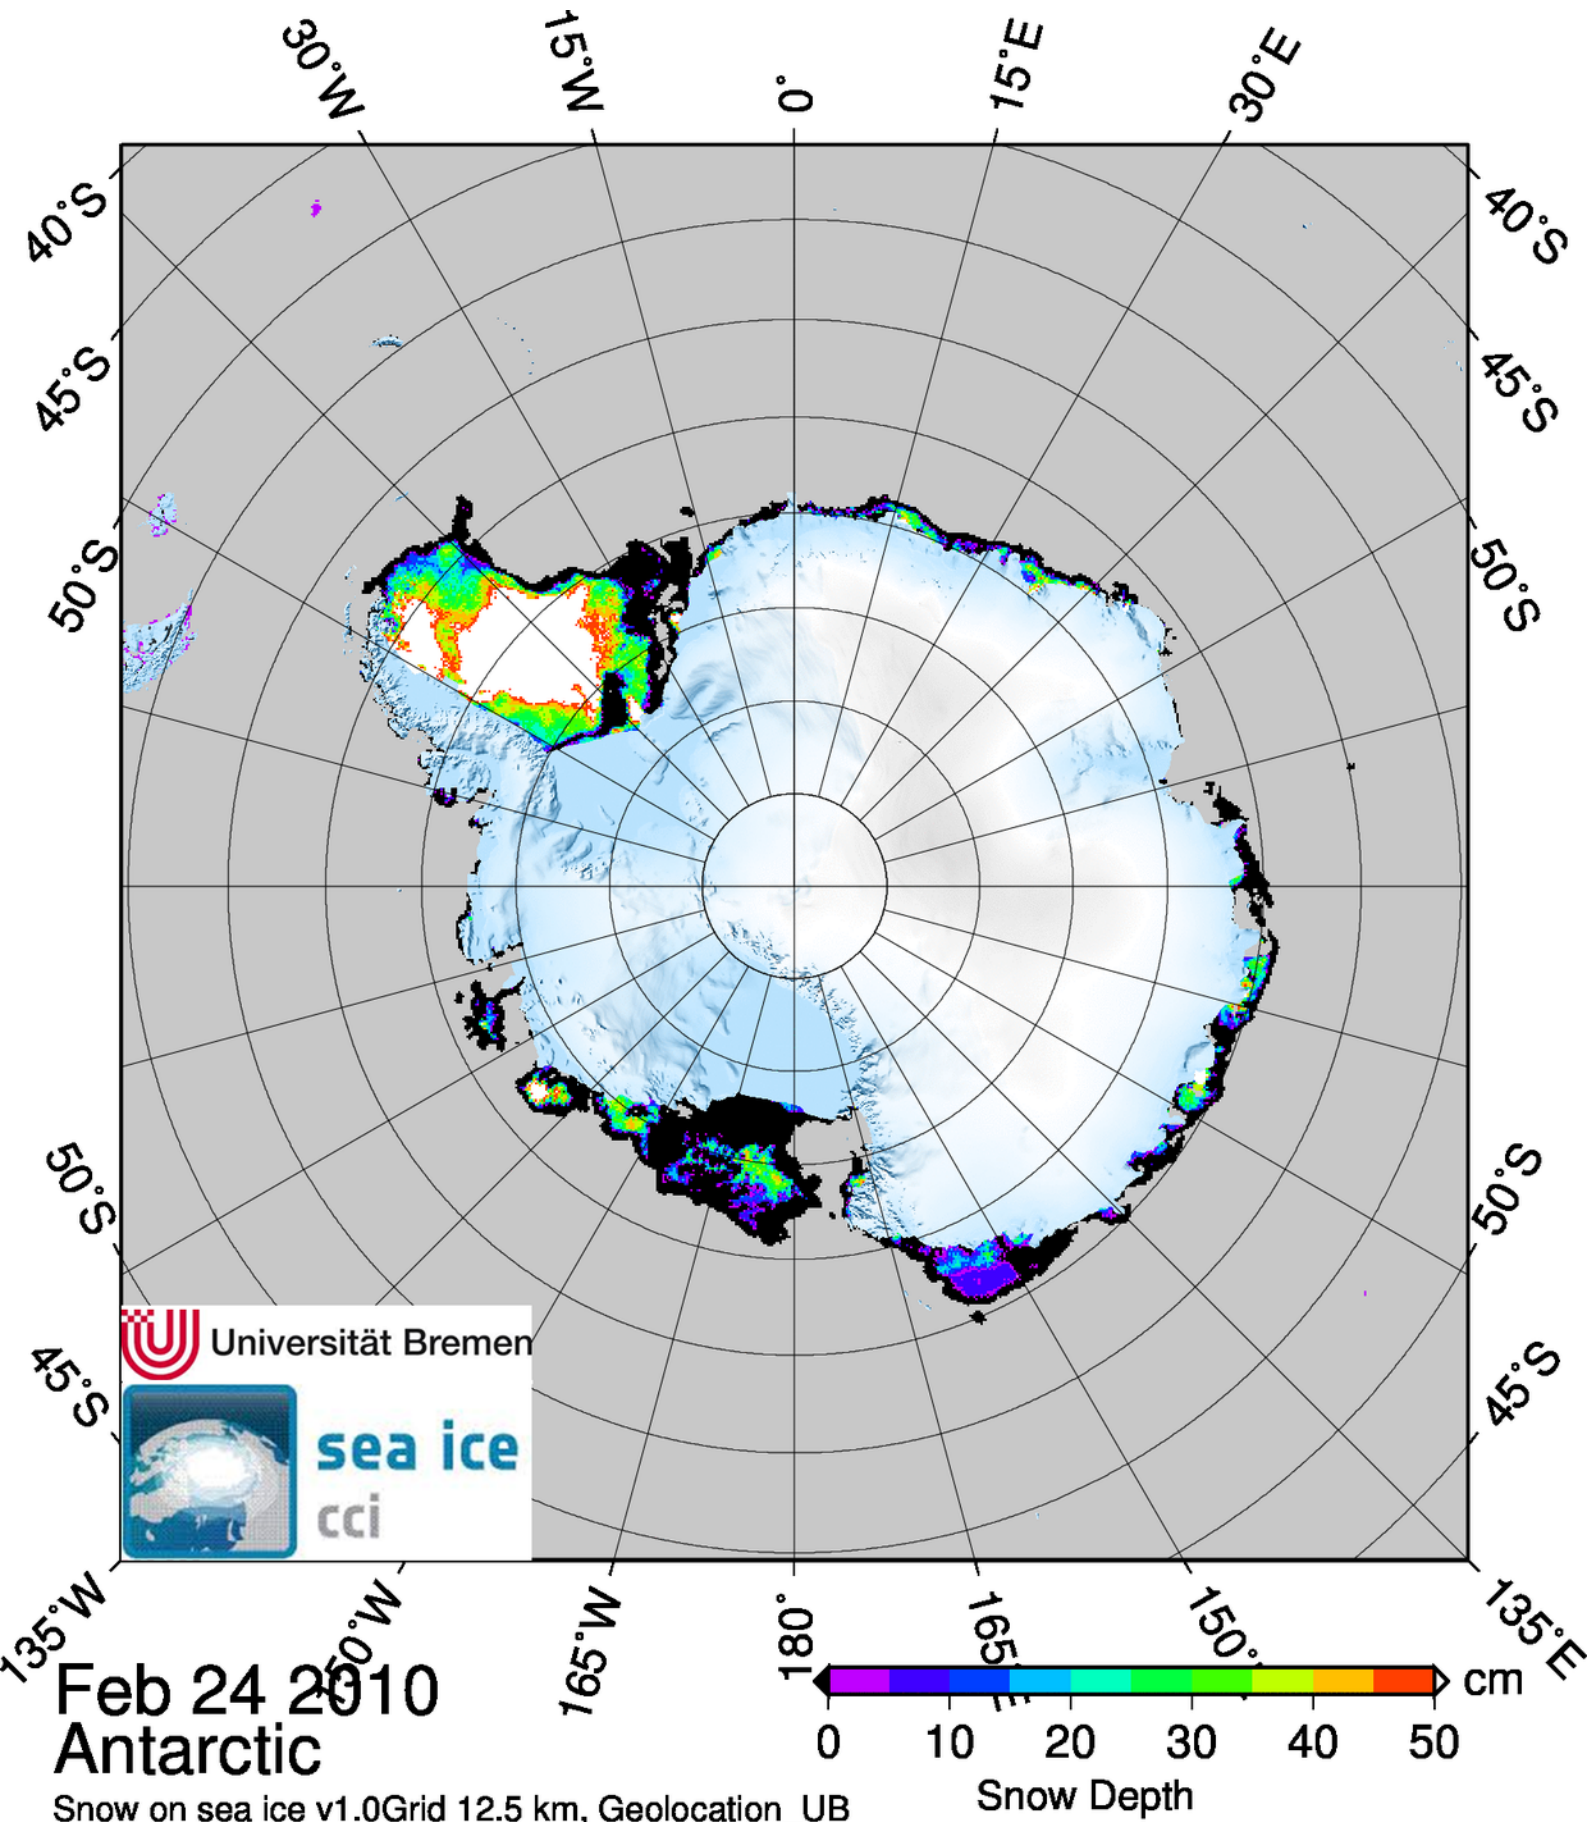 30°W 15°W 0° 15°E 30°E
40°S 40°S
45°S 45°S
50°S 50°S
50°S 50°S
45°S 45°S
Universität Bremen
sea ice
cci
135°W 165°W 180° 135°E
Feb 24 2010
Antarctic
cm
0 10 20 30 40 50
Snow Depth
Snow on sea ice v1.0Grid 12.5 km, Geolocation UB